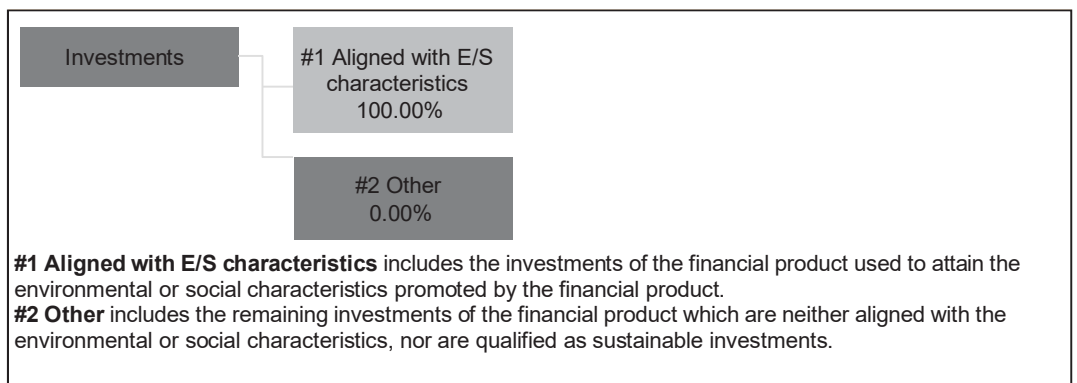 Investments
#1 Aligned with E/S
characteristics
100.00%
#2 Other
0.00%
#1 Aligned with E/S characteristics includes the investments of the financial product used to attain the
environmental or social characteristics promoted by the financial product.
#2 Other includes the remaining investments of the financial product which are neither aligned with the
environmental or social characteristics, nor are qualified as sustainable investments.